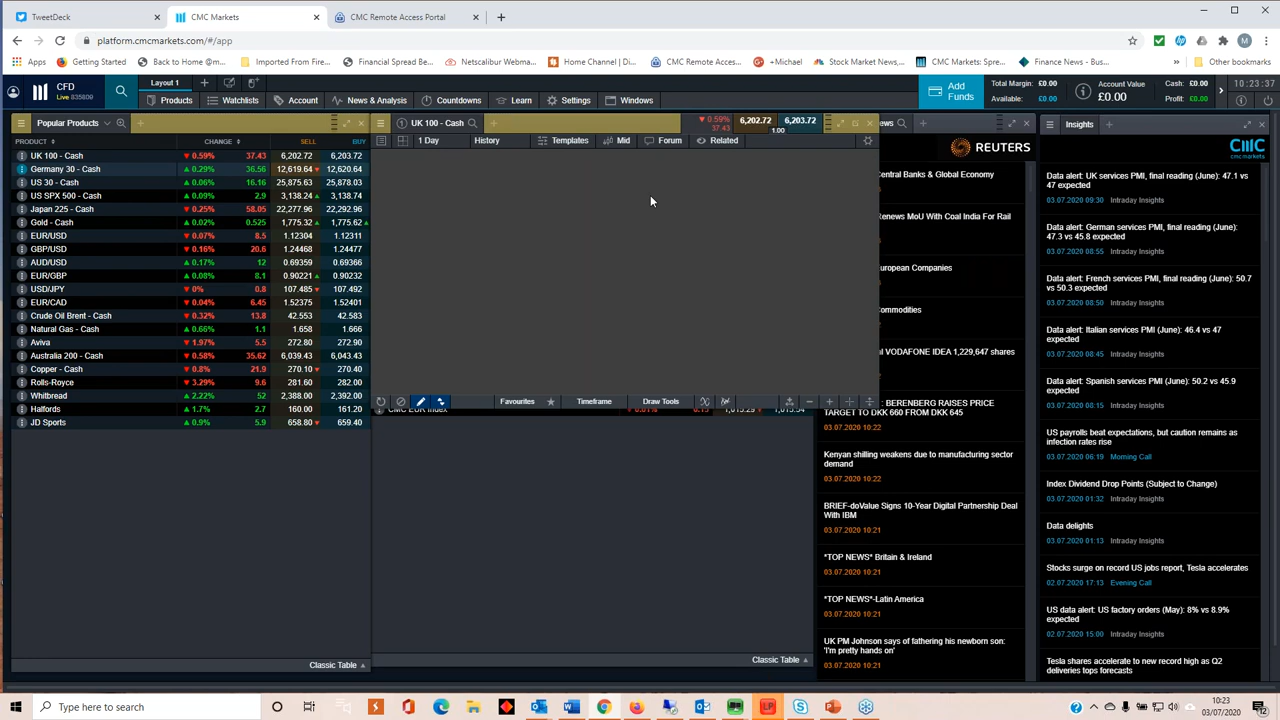 TweetDeck
CMC Markets
CMC Remote Access Portal
platform.cmcmarkets.com/#/app
Apps
Getting Started
Imported From Fire...
Back to Home @m...
Financial Spread Be...
Netscalibur Webma...
Home Channel | Di...
CMC Remote Acces...
+Michael
Stock Market News,...
CMC Markets: Spre...
Finance News - Bus...
Other bookmarks
CFD
Live 835809
Layout 1
Products
Watchlists
Account
News & Analysis
Countdowns
Learn
Settings
Windows
Add Funds
Total Margin: £0.00
Available: £0.00
Account Value
£0.00
Cash: £0.00
Profit: £0.00
10:23:37
Popular Products
PRODUCT CHANGE SELL BUY
UK 100 - Cash 0.59% 37.43 6,202.72 6,203.72
Germany 30 - Cash 0.29% 36.56 12,619.64 12,620.64
US 30 - Cash 0.06% 16.16 25,875.63 25,878.03
US SPX 500 - Cash 0.09% 2.9 3,138.24 3,138.74
Japan 225 - Cash 0.25% 58.05 22,277.96 22,292.96
Gold - Cash 0.02% 0.525 1,775.32 1,775.62
EUR/USD 0.07% 8.5 1.12304 1.12311
GBP/USD 0.16% 20.6 1.24468 1.24477
AUD/USD 0.17% 12 0.69359 0.69366
EUR/GBP 0.08% 8.1 0.90221 0.90232
USD/JPY 0% 0.8 107.485 107.492
EUR/CAD 0.04% 6.45 1.52375 1.52401
Crude Oil Brent - Cash 0.32% 13.8 42.553 42.583
Natural Gas - Cash 0.66% 1.1 1.658 1.666
Aviva 1.97% 5.5 272.80 272.90
Australia 200 - Cash 0.58% 35.62 6,039.43 6,043.43
Copper - Cash 0.8% 21.9 270.10 270.40
Rolls-Royce 3.29% 9.6 281.60 282.00
Whitbread 2.22% 52 2,388.00 2,392.00
Halfords 1.7% 2.7 160.00 161.20
JD Sports 0.9% 5.9 658.80 659.40
Classic Table
UK 100 - Cash
0.59%
37.43
6,202.72
1.00
6,203.72
1 Day
History
Templates
Mid
Forum
Related
Favourites
Timeframe
Draw Tools
CMC EUR Index 0.01% 0.15 1,015.29 1,015.54
Classic Table
ews
REUTERS
Central Banks & Global Economy
Renews MoU With Coal India For Rail
uropean Companies
ommodities
l VODAFONE IDEA 1,229,647 shares
: BERENBERG RAISES PRICE
TARGET TO DKK 660 FROM DKK 645
03.07.2020 10:22
Kenyan shilling weakens due to manufacturing sector
demand
03.07.2020 10:22
BRIEF-doValue Signs 10-Year Digital Partnership Deal
With IBM
03.07.2020 10:21
*TOP NEWS* Britain & Ireland
03.07.2020 10:21
*TOP NEWS*-Latin America
03.07.2020 10:21
UK PM Johnson says of fathering his newborn son:
'I'm pretty hands on'
03.07.2020 10:21
Insights
CMC
cmcmarkets
Data alert: UK services PMI, final reading (June): 47.1 vs
47 expected
03.07.2020 09:30 Intraday Insights
Data alert: German services PMI, final reading (June):
47.3 vs 45.8 expected
03.07.2020 08:55 Intraday Insights
Data alert: French services PMI, final reading (June): 50.7
vs 50.3 expected
03.07.2020 08:50 Intraday Insights
Data alert: Italian services PMI (June): 46.4 vs 47
expected
03.07.2020 08:45 Intraday Insights
Data alert: Spanish services PMI (June): 50.2 vs 45.9
expected
03.07.2020 08:15 Intraday Insights
US payrolls beat expectations, but caution remains as
infection rates rise
03.07.2020 06:19 Morning Call
Index Dividend Drop Points (Subject to Change)
03.07.2020 01:32 Intraday Insights
Data delights
03.07.2020 01:13 Intraday Insights
Stocks surge on record US jobs report, Tesla accelerates
02.07.2020 17:13 Evening Call
US data alert: US factory orders (May): 8% vs 8.9%
expected
02.07.2020 15:00 Intraday Insights
Tesla shares accelerate to new record high as Q2
deliveries tops forecasts
Type here to search
10:23
03/07/2020